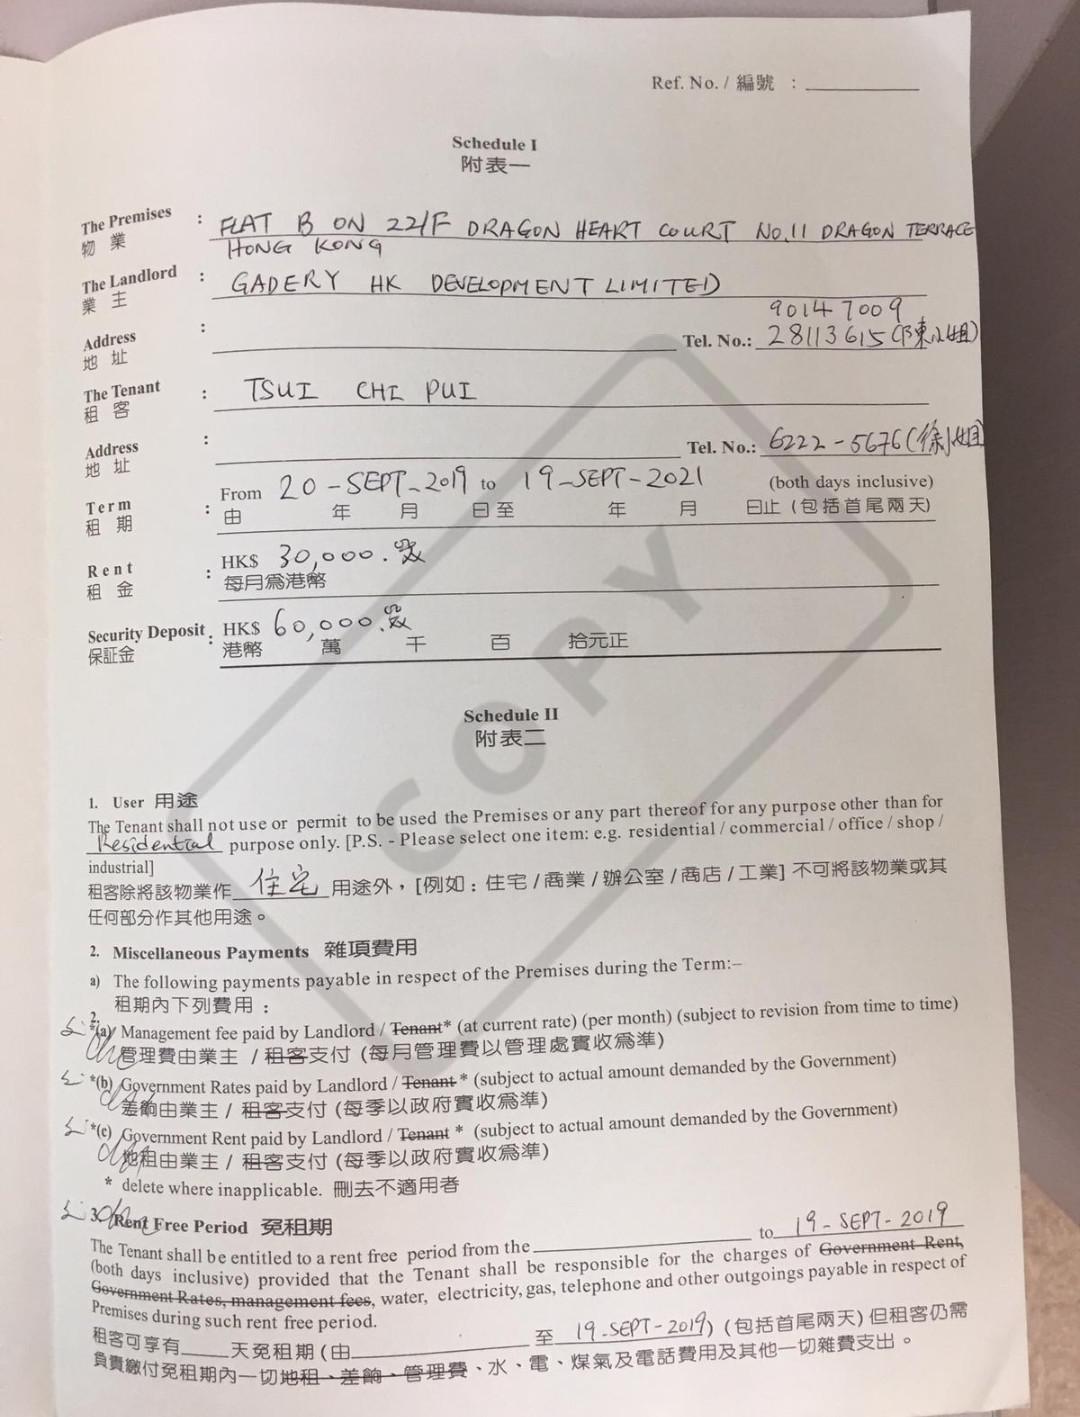 Ref. No. / 編號 :
Schedule I
附表一
The Premises : FLAT B ON 22/F DRAGON HEART COURT NO.11 DRAGON TERRACE
物業 HONG KONG
The Landlord : GADERY HK DEVELOPMENT LIMITED
業主
90147009
Address : Tel. No.: 28113615 (陳小姐)
地址
The Tenant : TSUI CHI PUI
租客
Address : Tel. No.: 6222-5676 (徐小姐)
地址
Term : From 20-SEPT-2019 to 19-SEPT-2021 (both days inclusive)
租期 由 年 月 日至 年 月 日止 (包括首尾兩天)
Rent : HK$ 30,000.
租金 每月為港幣
Security Deposit : HK$ 60,000.
保証金 港幣 萬 千 百 拾元正
Schedule II
附表二
1. User 用途
The Tenant shall not use or permit to be used the Premises or any part thereof for any purpose other than for
Residential purpose only. [P.S. - Please select one item: e.g. residential / commercial / office / shop /
industrial]
租客除將該物業作 住宅 用途外，[例如：住宅 / 商業 / 辦公室 / 商店 / 工業] 不可將該物業或其
任何部分作其他用途。
2. Miscellaneous Payments 雜項費用
a) The following payments payable in respect of the Premises during the Term:–
租期內下列費用：
2.
*(a) Management fee paid by Landlord / Tenant* (at current rate) (per month) (subject to revision from time to time)
管理費由業主 / 租客支付 (每月管理費以管理處實收為準)
*(b) Government Rates paid by Landlord / Tenant * (subject to actual amount demanded by the Government)
差餉由業主 / 租客支付 (每季以政府實收為準)
*(c) Government Rent paid by Landlord / Tenant * (subject to actual amount demanded by the Government)
地租由業主 / 租客支付 (每季以政府實收為準)
* delete where inapplicable. 刪去不適用者
3. Rent Free Period 免租期
The Tenant shall be entitled to a rent free period from the to 19-SEPT-2019
(both days inclusive) provided that the Tenant shall be responsible for the charges of Government Rent,
Government Rates, management fees, water, electricity, gas, telephone and other outgoings payable in respect of
Premises during such rent free period.
租客可享有 天免租期 (由 至 19-SEPT-2019) (包括首尾兩天) 但租客仍需
負責繳付免租期內一切地租、差餉、管理費、水、電、煤氣及電話費用及其他一切雜費支出。
COPY